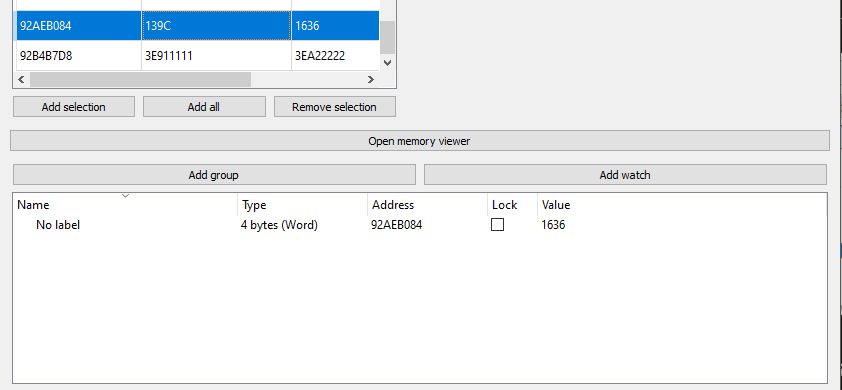 92AEB084 139C 1636
92B4B7D8 3E911111 3EA22222
Add selection Add all Remove selection
Open memory viewer
Add group Add watch
Name Type Address Lock Value
No label 4 bytes (Word) 92AEB084 1636